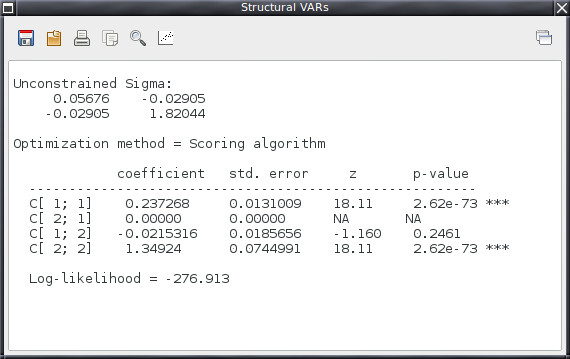 Structural VARs
Unconstrained Sigma:
0.05676 -0.02905
-0.02905 1.82044
Optimization method = Scoring algorithm
coefficient std. error z p-value
---------------------------------------------------------
C[ 1; 1] 0.237268 0.0131009 18.11 2.62e-73 ***
C[ 2; 1] 0.00000 0.00000 NA NA
C[ 1; 2] -0.0215316 0.0185656 -1.160 0.2461
C[ 2; 2] 1.34924 0.0744991 18.11 2.62e-73 ***
Log-likelihood = -276.913